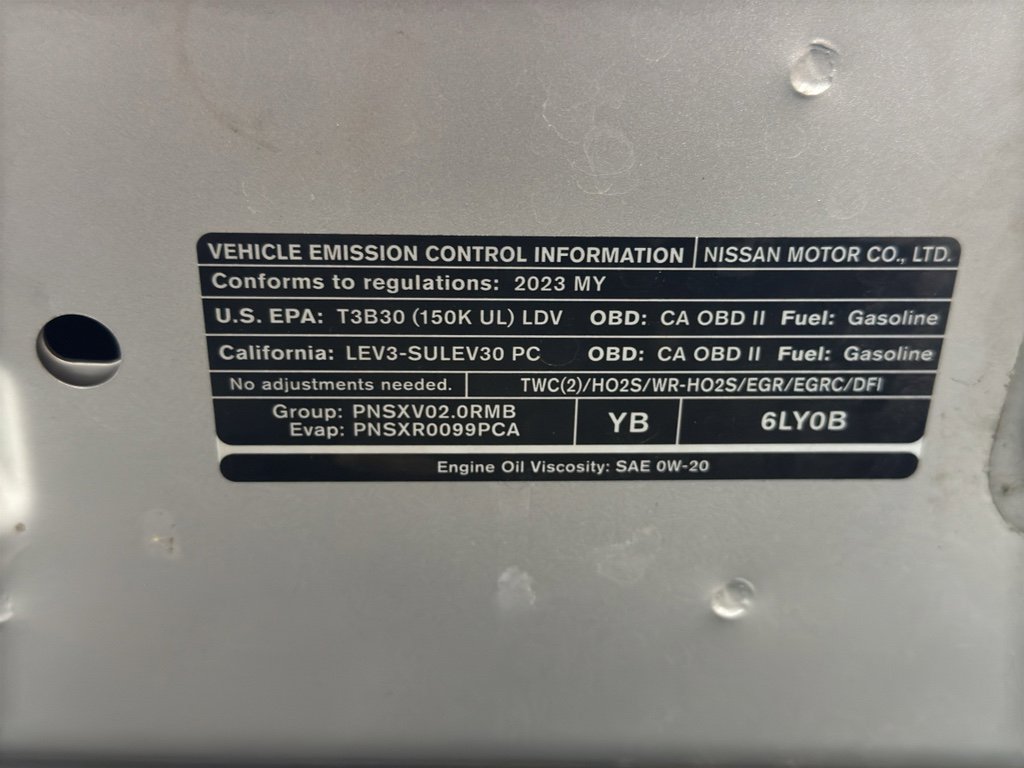 VEHICLE EMISSION CONTROL INFORMATION NISSAN MOTOR CO., LTD.
Conforms to regulations: 2023 MY
U.S. EPA: T3B30 (150K UL) LDV OBD: CA OBD II Fuel: Gasoline
California: LEV3-SULEV30 PC OBD: CA OBD II Fuel: Gasoline
No adjustments needed. TWC(2)/HO2S/WR-HO2S/EGR/EGRC/DFI
Group: PNSXV02.0RMB
Evap: PNSXR0099PCA
YB
6LY0B
Engine Oil Viscosity: SAE 0W-20